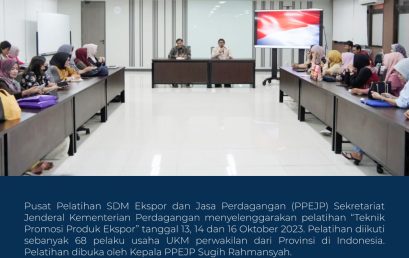 Pusat Pelatihan SDM Ekspor dan Jasa Perdagangan (PPEJP) Sekretariat
Jenderal Kementerian Perdagangan menyelenggarakan pelatihan "Teknik
Promosi Produk Ekspor" tanggal 13, 14 dan 16 Oktober 2023. Pelatihan diikuti
sebanyak 68 pelaku usaha UKM perwakilan dari Provinsi di Indonesia.
Pelatihan dibuka oleh Kepala PPEJP Sugih Rahmansyah.